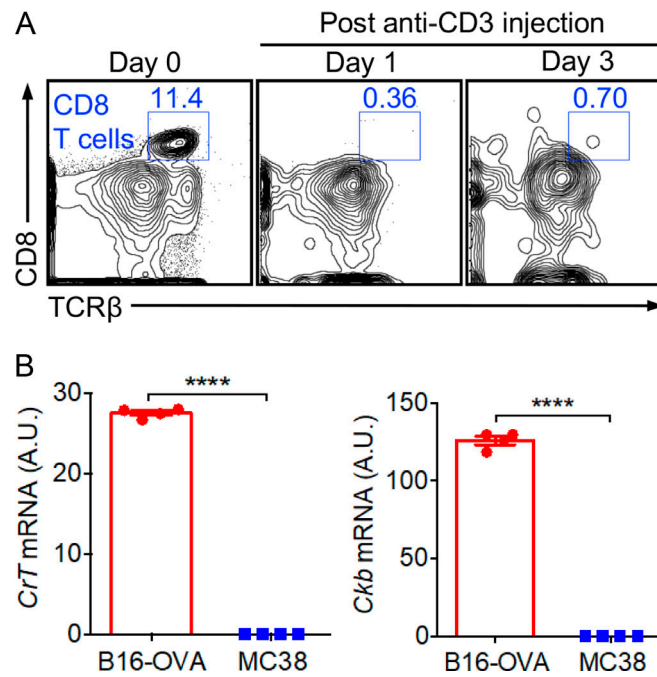 A
Post anti-CD3 injection
Day 0
Day 1
Day 3
CD8
T cells
11.4
0.36
0.70
CD8
TCRβ
B
CrT mRNA (A.U.)
30
20
10
0
****
B16-OVA
MC38
Ckb mRNA (A.U.)
150
100
50
0
****
B16-OVA
MC38